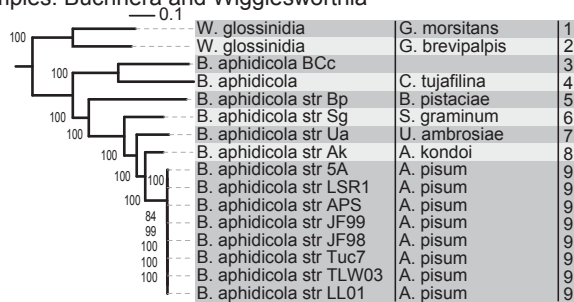 mples: Buchnera and Wigglesworthia
0.1
W. glossinidia G. morsitans 1
100
W. glossinidia G. brevipalpis 2
B. aphidicola BCc 3
100
B. aphidicola C. tujafilina 4
B. aphidicola str Bp B. pistaciae 5
100
B. aphidicola str Sg S. graminum 6
100
B. aphidicola str Ua U. ambrosiae 7
B. aphidicola str Ak A. kondoi 8
100
B. aphidicola str 5A A. pisum 9
100
B. aphidicola str LSR1 A. pisum 9
100
B. aphidicola str APS A. pisum 9
84
B. aphidicola str JF99 A. pisum 9
99
B. aphidicola str JF98 A. pisum 9
100
B. aphidicola str Tuc7 A. pisum 9
100
B. aphidicola str TLW03 A. pisum 9
100
B. aphidicola str LL01 A. pisum 9